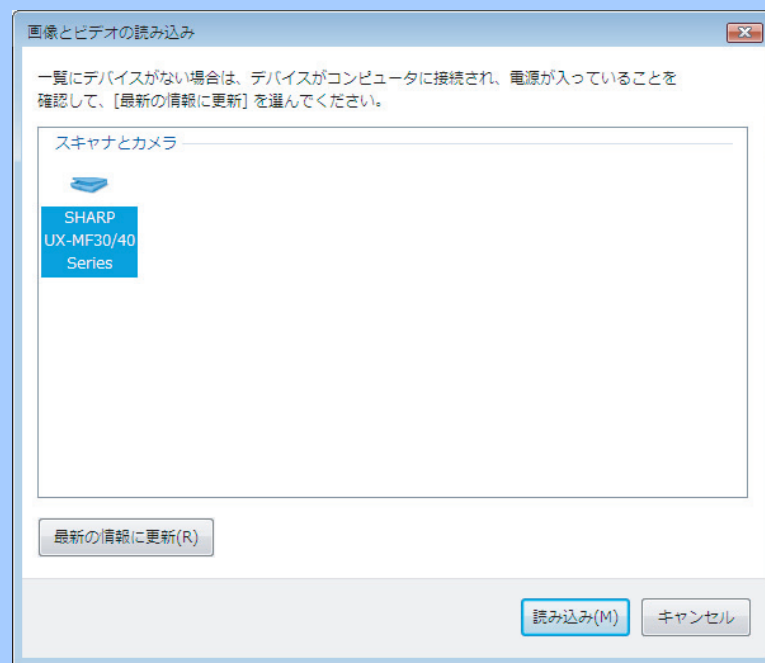 画像とビデオの読み込み
一覧にデバイスがない場合は、デバイスがコンピュータに接続され、電源が入っていることを
確認して、[最新の情報に更新] を選んでください。
スキャナとカメラ
SHARP
UX-MF30/40
Series
最新の情報に更新(R)
読み込み(M)
キャンセル